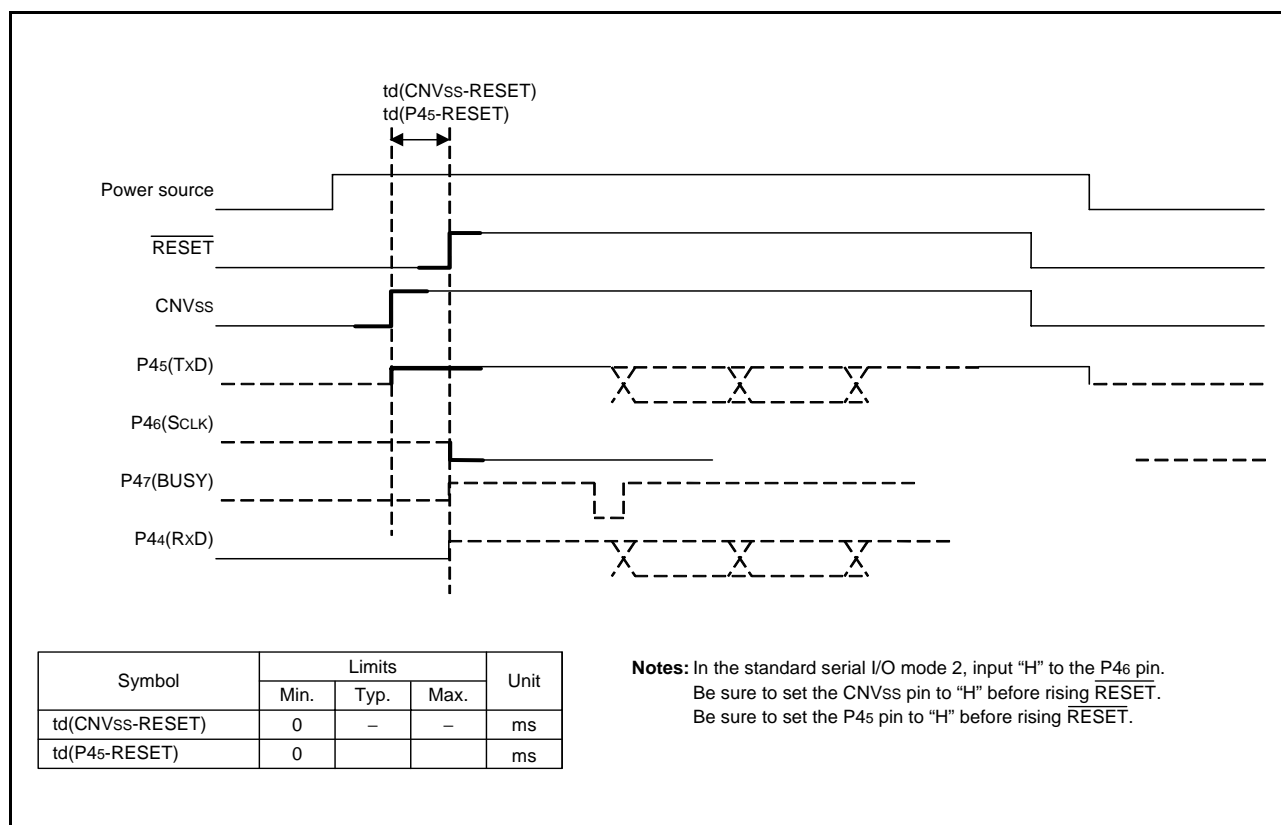 td(CNVss-RESET)
td(P45-RESET)
Power source
RESET
CNVss
P45(TxD)
P46(SCLK)
P47(BUSY)
P44(RxD)
Symbol Limits Unit
Min. Typ. Max.
td(CNVss-RESET) 0 – – ms
td(P45-RESET) 0 ms
Notes: In the standard serial I/O mode 2, input “H” to the P46 pin.
Be sure to set the CNVss pin to “H” before rising RESET.
Be sure to set the P45 pin to “H” before rising RESET.